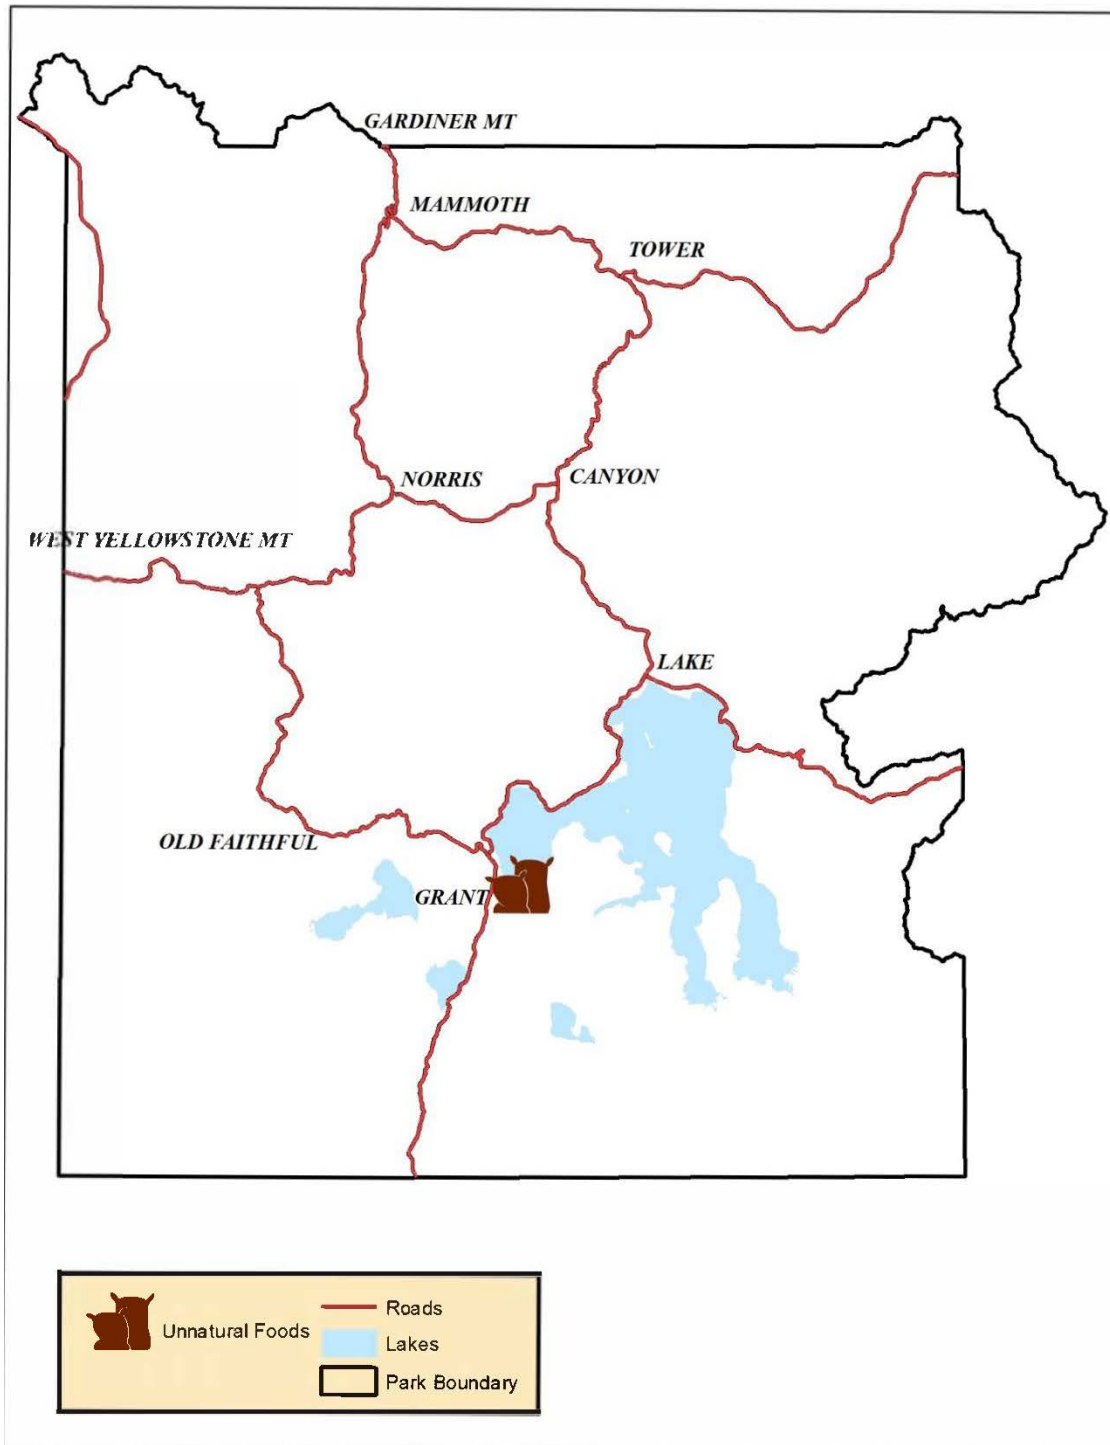 GARDINER MT
MAMMOTH
TOWER
NORRIS
CANYON
WEST YELLOWSTONE MT
LAKE
OLD FAITHFUL
GRANT
Unnatural Foods
Roads
Lakes
Park Boundary